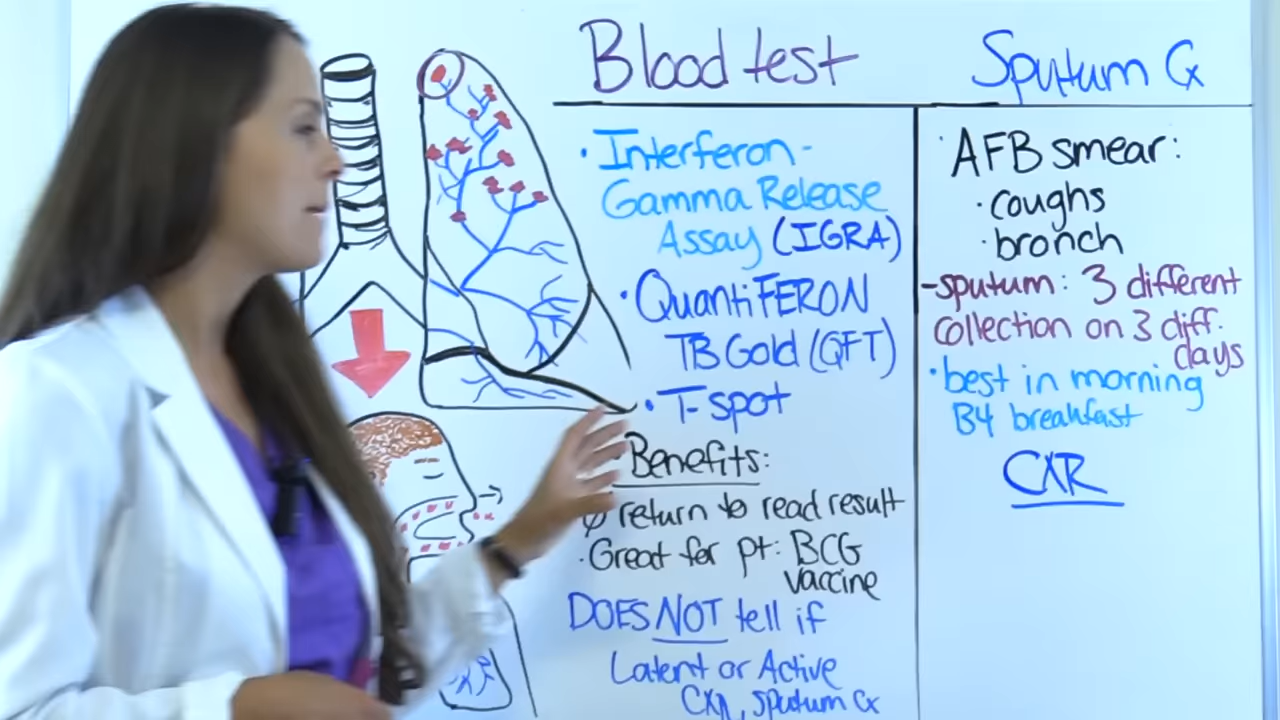 Blood test
• Interferon-
Gamma Release
Assay (IGRA)
• QuantiFERON
TB Gold (QFT)
• T-spot
Benefits:
Ø return to read result
• Great for pt: BCG
vaccine
DOES NOT tell if
Latent or Active
CXR, sputum Cx
Sputum Cx
• AFB smear:
• coughs
• bronch
- sputum: 3 different
collection on 3 diff.
days
• best in morning
B4 breakfast
CXR